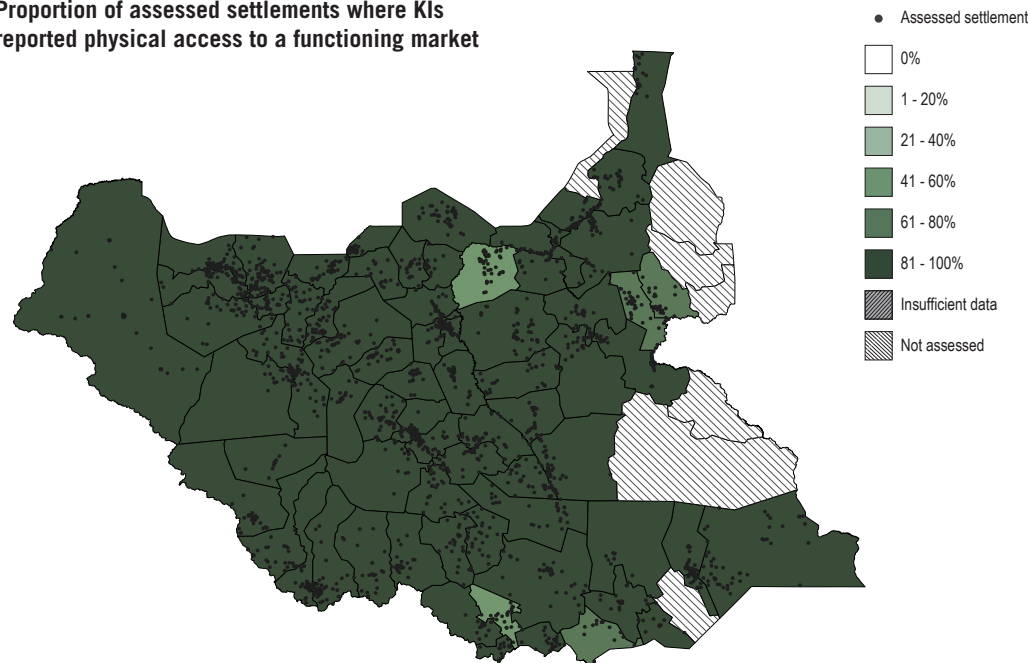 Proportion of assessed settlements where KIs
reported physical access to a functioning market
Assessed settlement
0%
1 - 20%
21 - 40%
41 - 60%
61 - 80%
81 - 100%
Insufficient data
Not assessed